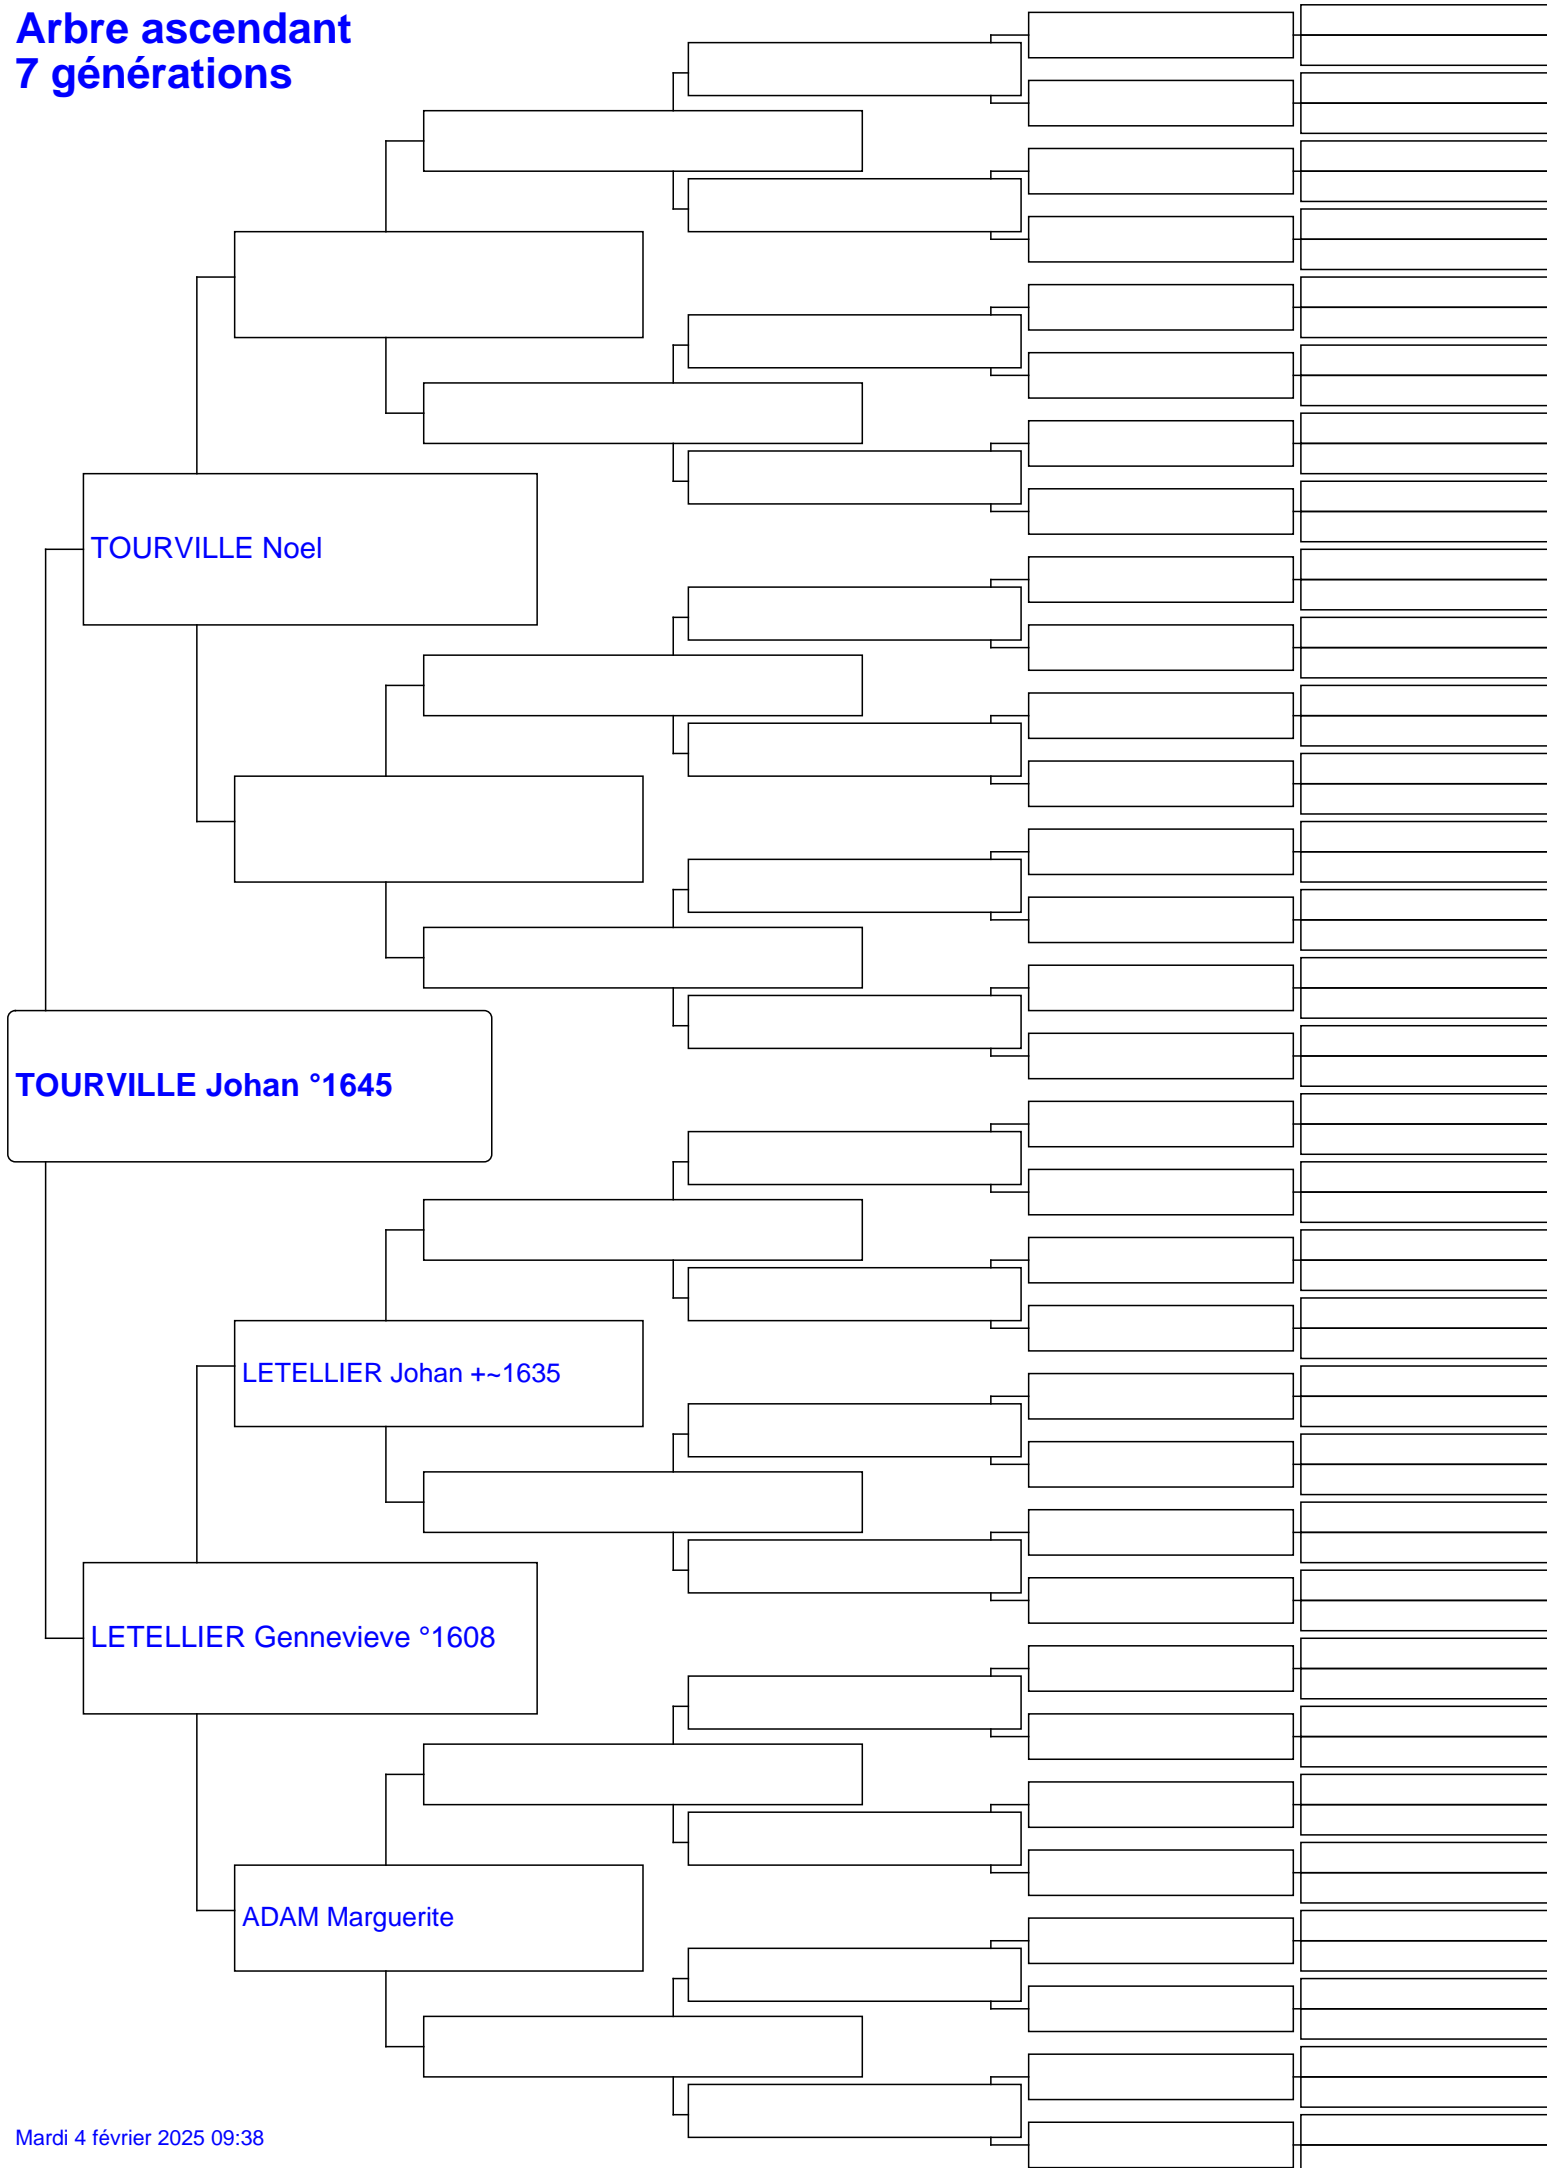 Arbre ascendant
7 générations
TOURVILLE Noel
TOURVILLE Johan °1645
LETELLIER Johan +~1635
LETELLIER Gennevieve °1608
ADAM Marguerite
Mardi 4 février 2025 09:38